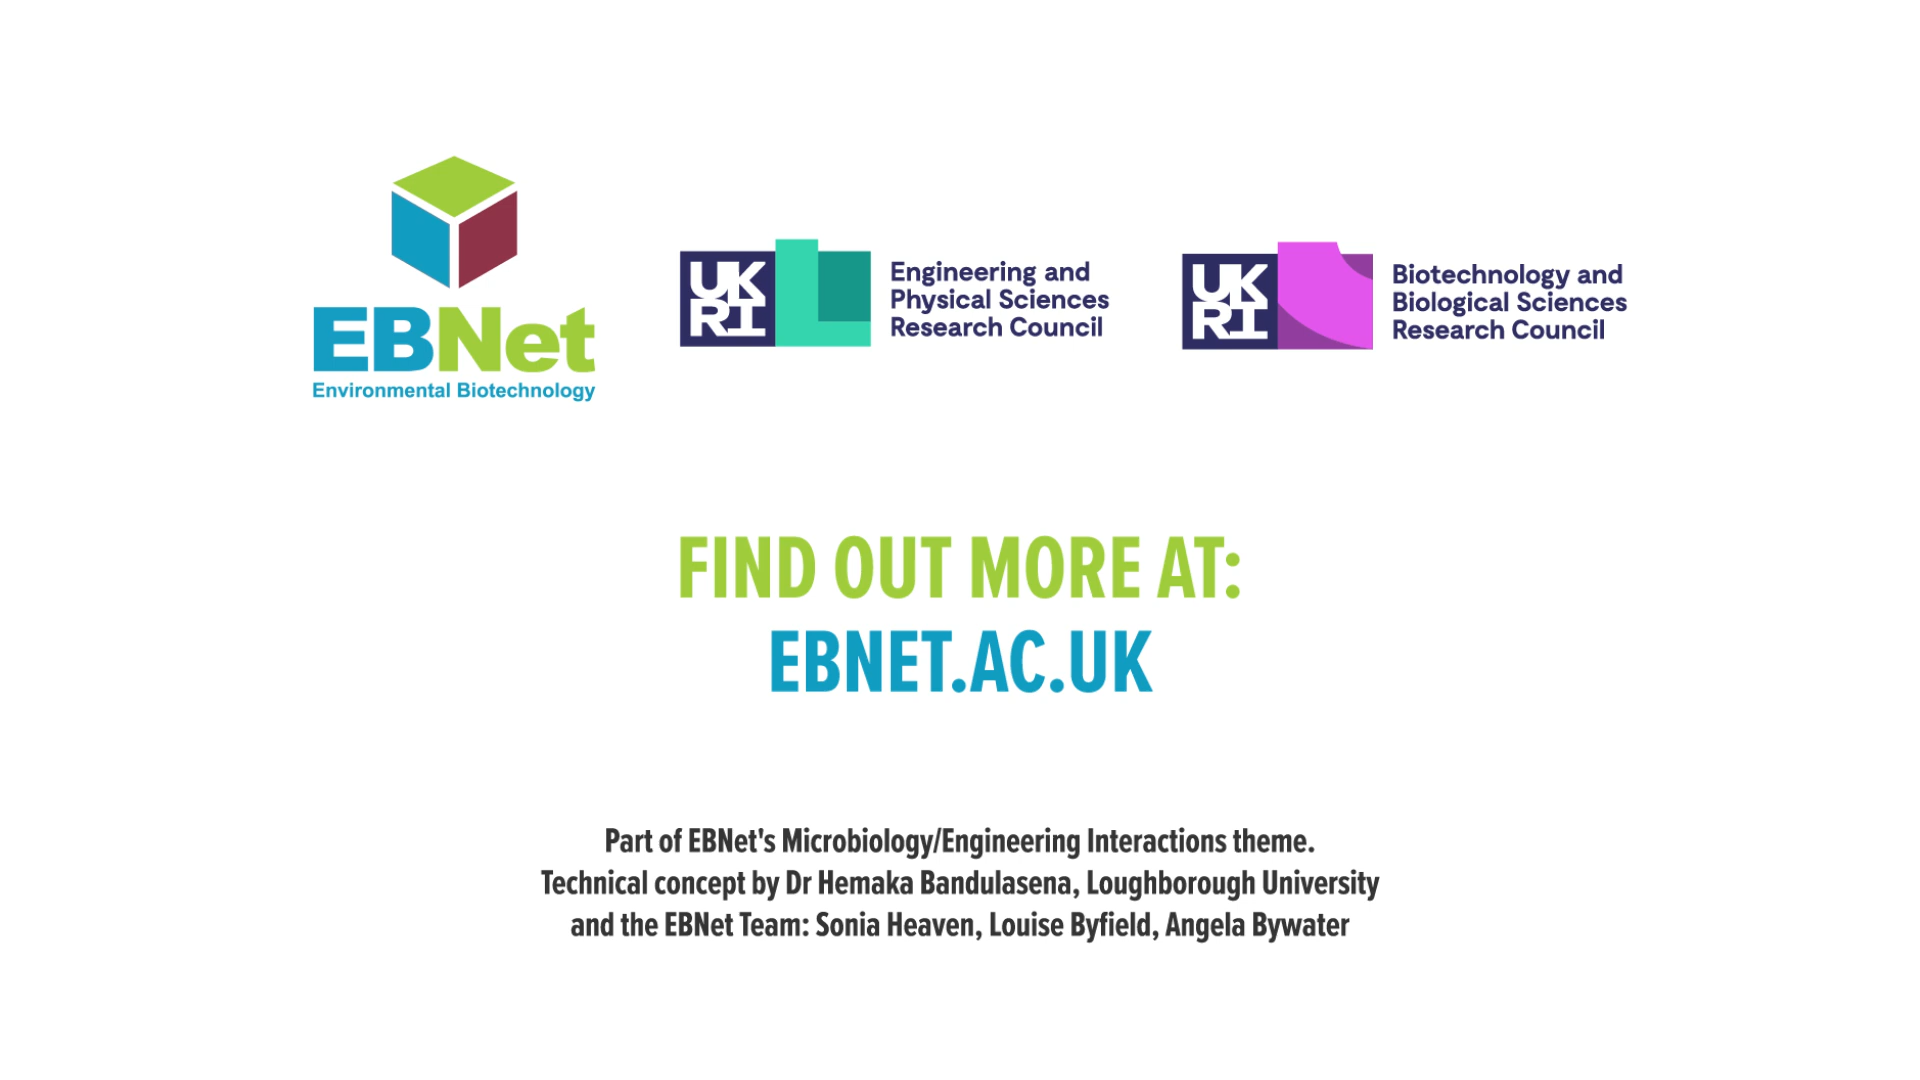 EBNet
Environmental Biotechnology
UK
RI
Engineering and
Physical Sciences
Research Council
UK
RI
Biotechnology and
Biological Sciences
Research Council
FIND OUT MORE AT:
EBNET.AC.UK
Part of EBNet's Microbiology/Engineering Interactions theme.
Technical concept by Dr Hemaka Bandulasena, Loughborough University
and the EBNet Team: Sonia Heaven, Louise Byfield, Angela Bywater